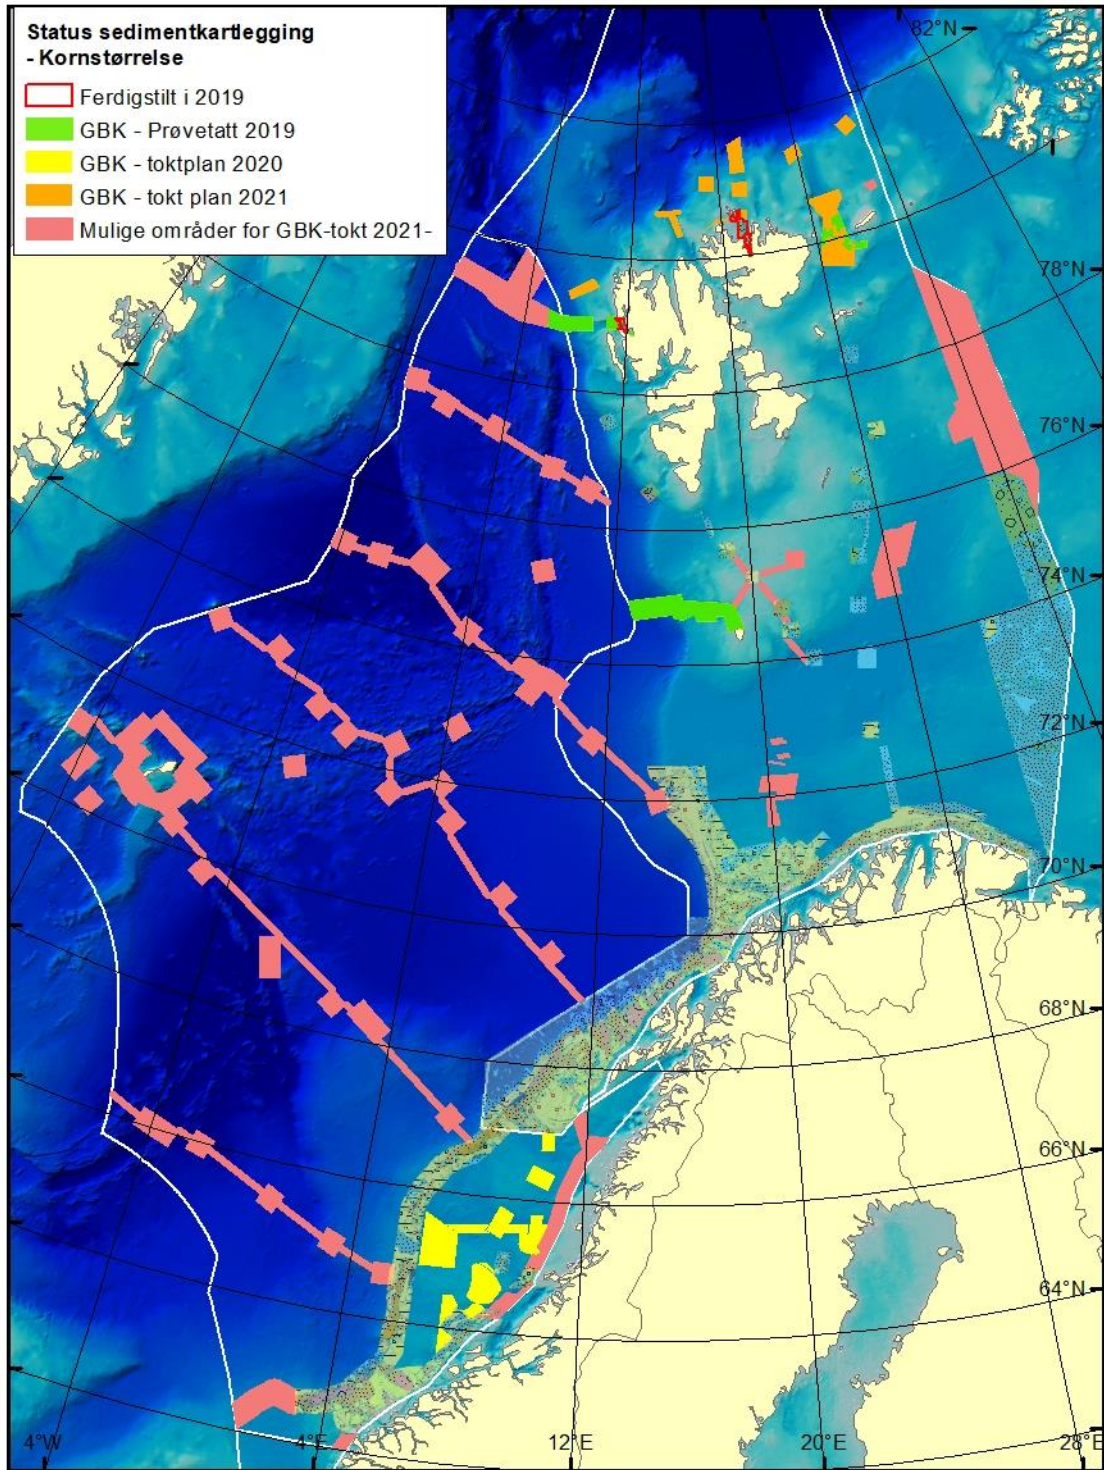 Status sedimentkartlegging
- Kornstørrelse
Ferdigstilt i 2019
GBK - Prøvetatt 2019
GBK - toktplan 2020
GBK - tokt plan 2021
Mulige områder for GBK-tokt 2021-
82°N
78°N
76°N
74°N
72°N
70°N
68°N
66°N
64°N
4°W
4°E
12°E
20°E
28°E